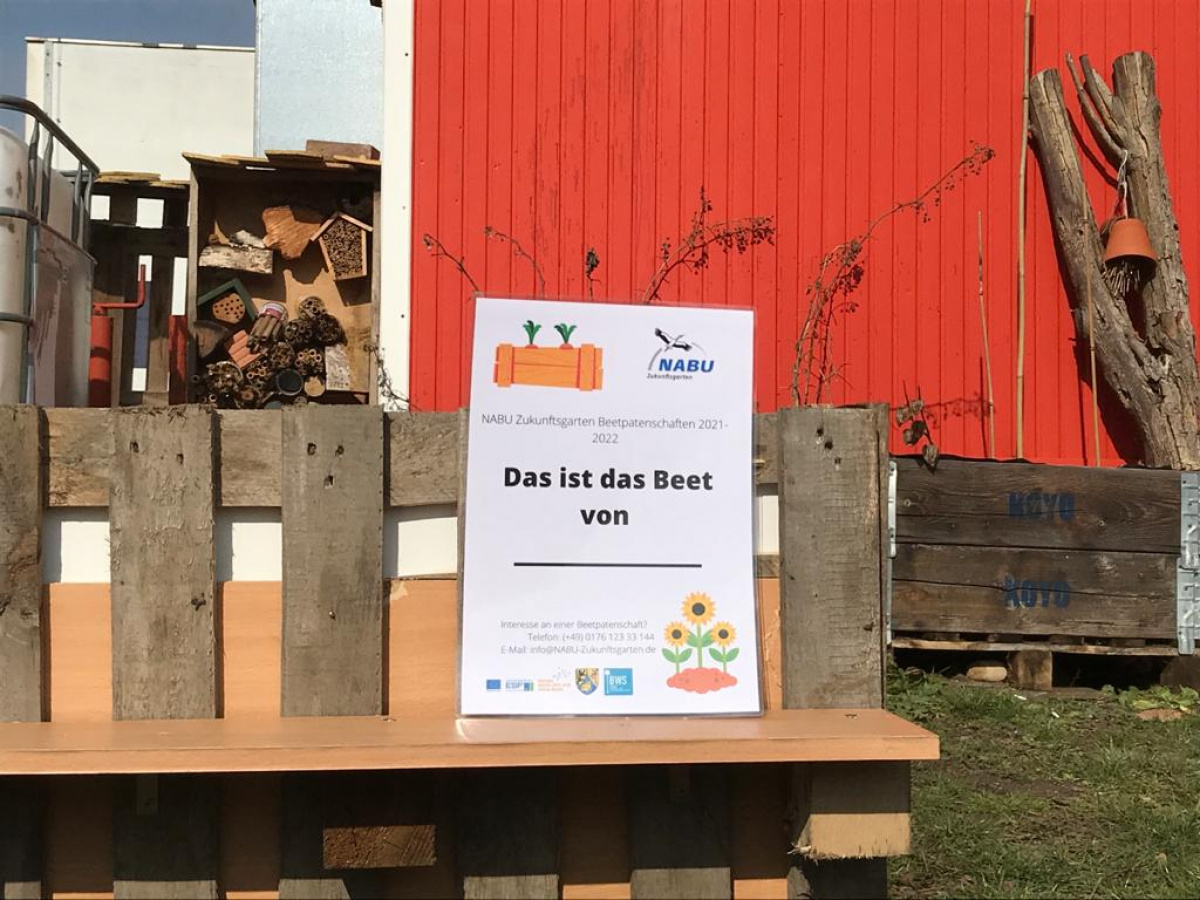 NABU
Zukunftsgarten
NABU Zukunftsgarten Beetpatenschaften 2021-
2022
Das ist das Beet
von
Interesse an einer Beetpatenschaft?
Telefon: (+49) 0176 123 33 144
E-Mail: info@NABU-Zukunftsgarten.de
BWS
KOYO
KOYO